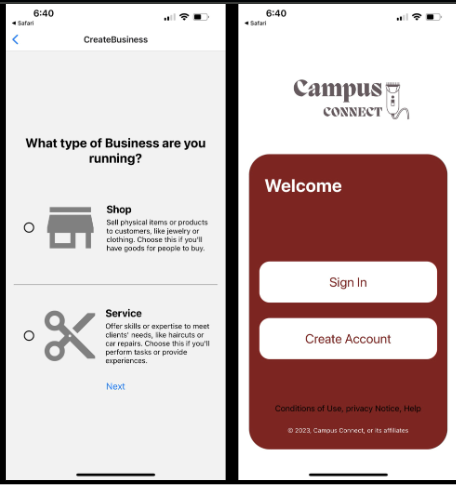 6:40
◂ Safari
CreateBusiness
What type of Business are you
running?
Shop
Sell physical items or products
to customers, like jewelry or
clothing. Choose this if you'll
have goods for people to buy.
Service
Offer skills or expertise to meet
clients' needs, like haircuts or
car repairs. Choose this if you'll
perform tasks or provide
experiences.
Next
6:40
◂ Safari
Campus
CONNECT
Welcome
Sign In
Create Account
Conditions of Use, privacy Notice, Help
© 2023, Campus Connect, or its affiliates